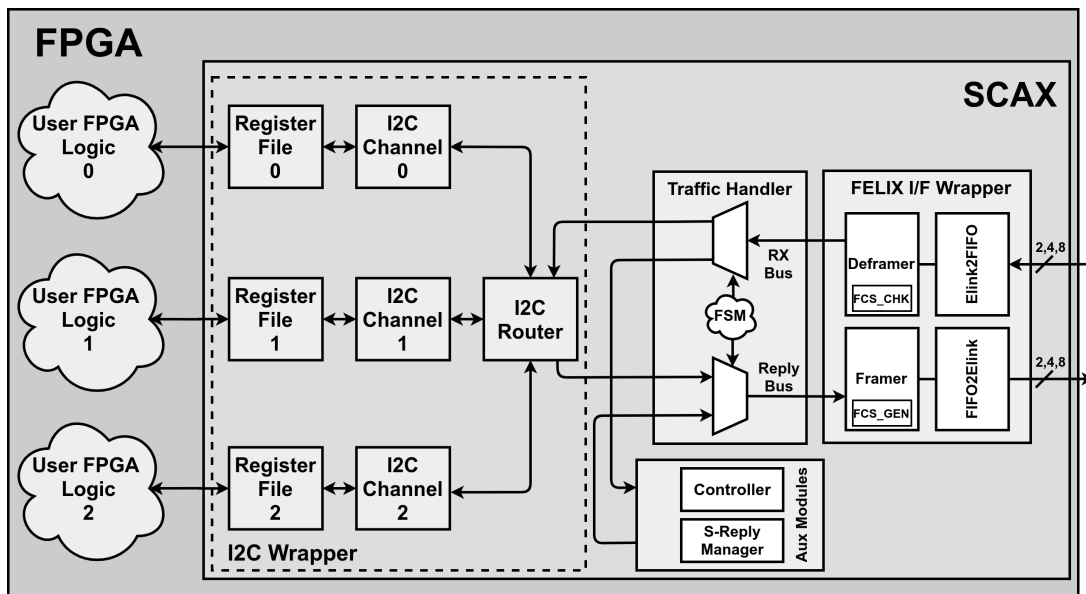 FPGA
SCAX
User FPGA
Logic
0
Register
File
0
I2C
Channel
0
User FPGA
Logic
1
Register
File
1
I2C
Channel
1
I2C
Router
User FPGA
Logic
2
Register
File
2
I2C
Channel
2
I2C Wrapper
Traffic Handler
RX
Bus
FSM
Reply
Bus
FELIX I/F Wrapper
Deframer
FCS_CHK
Elink2FIFO
2,4,8
Framer
FCS_GEN
FIFO2Elink
2,4,8
Controller
S-Reply
Manager
Aux Modules